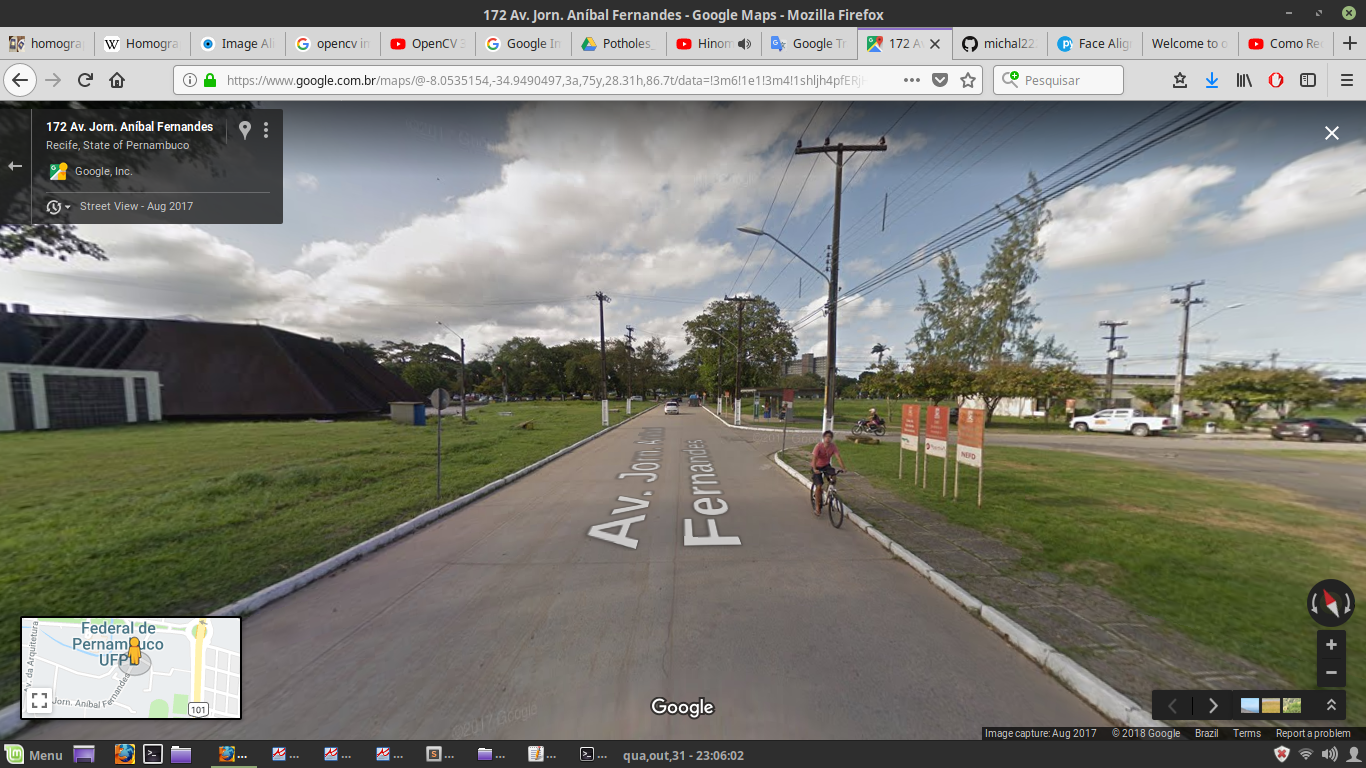 172 Av. Jorn. Aníbal Fernandes - Google Maps - Mozilla Firefox
homogra
Homogra
Image Ali
opencv in
OpenCV 3
Google In
Potholes_
Hinom
Google Tr
172 Av
michal22
Face Alig
Welcome to o
Como Re
https://www.google.com.br/maps/@-8.0535154,-34.9490497,3a,75y,28.31h,86.7t/data=!3m6!1e1!3m4!1shljh4pfERJH
Pesquisar
172 Av. Jorn. Aníbal Fernandes
Recife, State of Pernambuco
Google, Inc.
Street View - Aug 2017
Av. Jorn. Aníbal
Fernandes
NEFD
Federal de
Pernambuco
UFPE
Av. da Arquitetura
Jorn. Aníbal Fernandes
101
©2017 Google
Google
Image capture: Aug 2017 © 2018 Google Brazil Terms Report a problem
Menu
qua,out,31 - 23:06:02